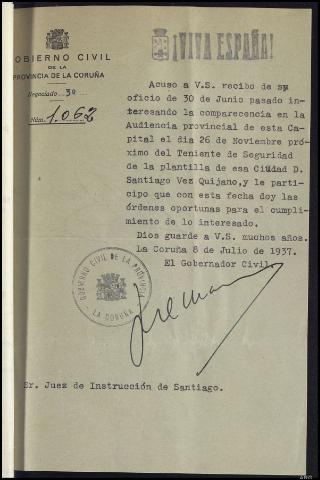 ¡VIVA ESPAÑA!
GOBIERNO CIVIL
DE LA
PROVINCIA DE LA CORUÑA
Negociado 3º
Núm. 1.062
Acuso a V.S. recibo de su
oficio de 30 de Junio pasado in-
teresando la comparecencia en la
Audiencia provincial de esta Ca-
pital el dia 26 de Noviembre pró-
ximo del Teniente de Seguridad
de la plantilla de esa Ciudad D.
Santiago Vez Quijano, y le parti-
cipo que con esta fecha doy las
órdenes oportunas para el cumpli-
miento de lo interesado.
Dios guarde a V.S. muchos años.
La Coruña 8 de Julio de 1937.
El Gobernador Civil.
GOBIERNO CIVIL DE LA PROVINCIA
- LA CORUÑA -
Sr. Juez de Instrucción de Santiago.